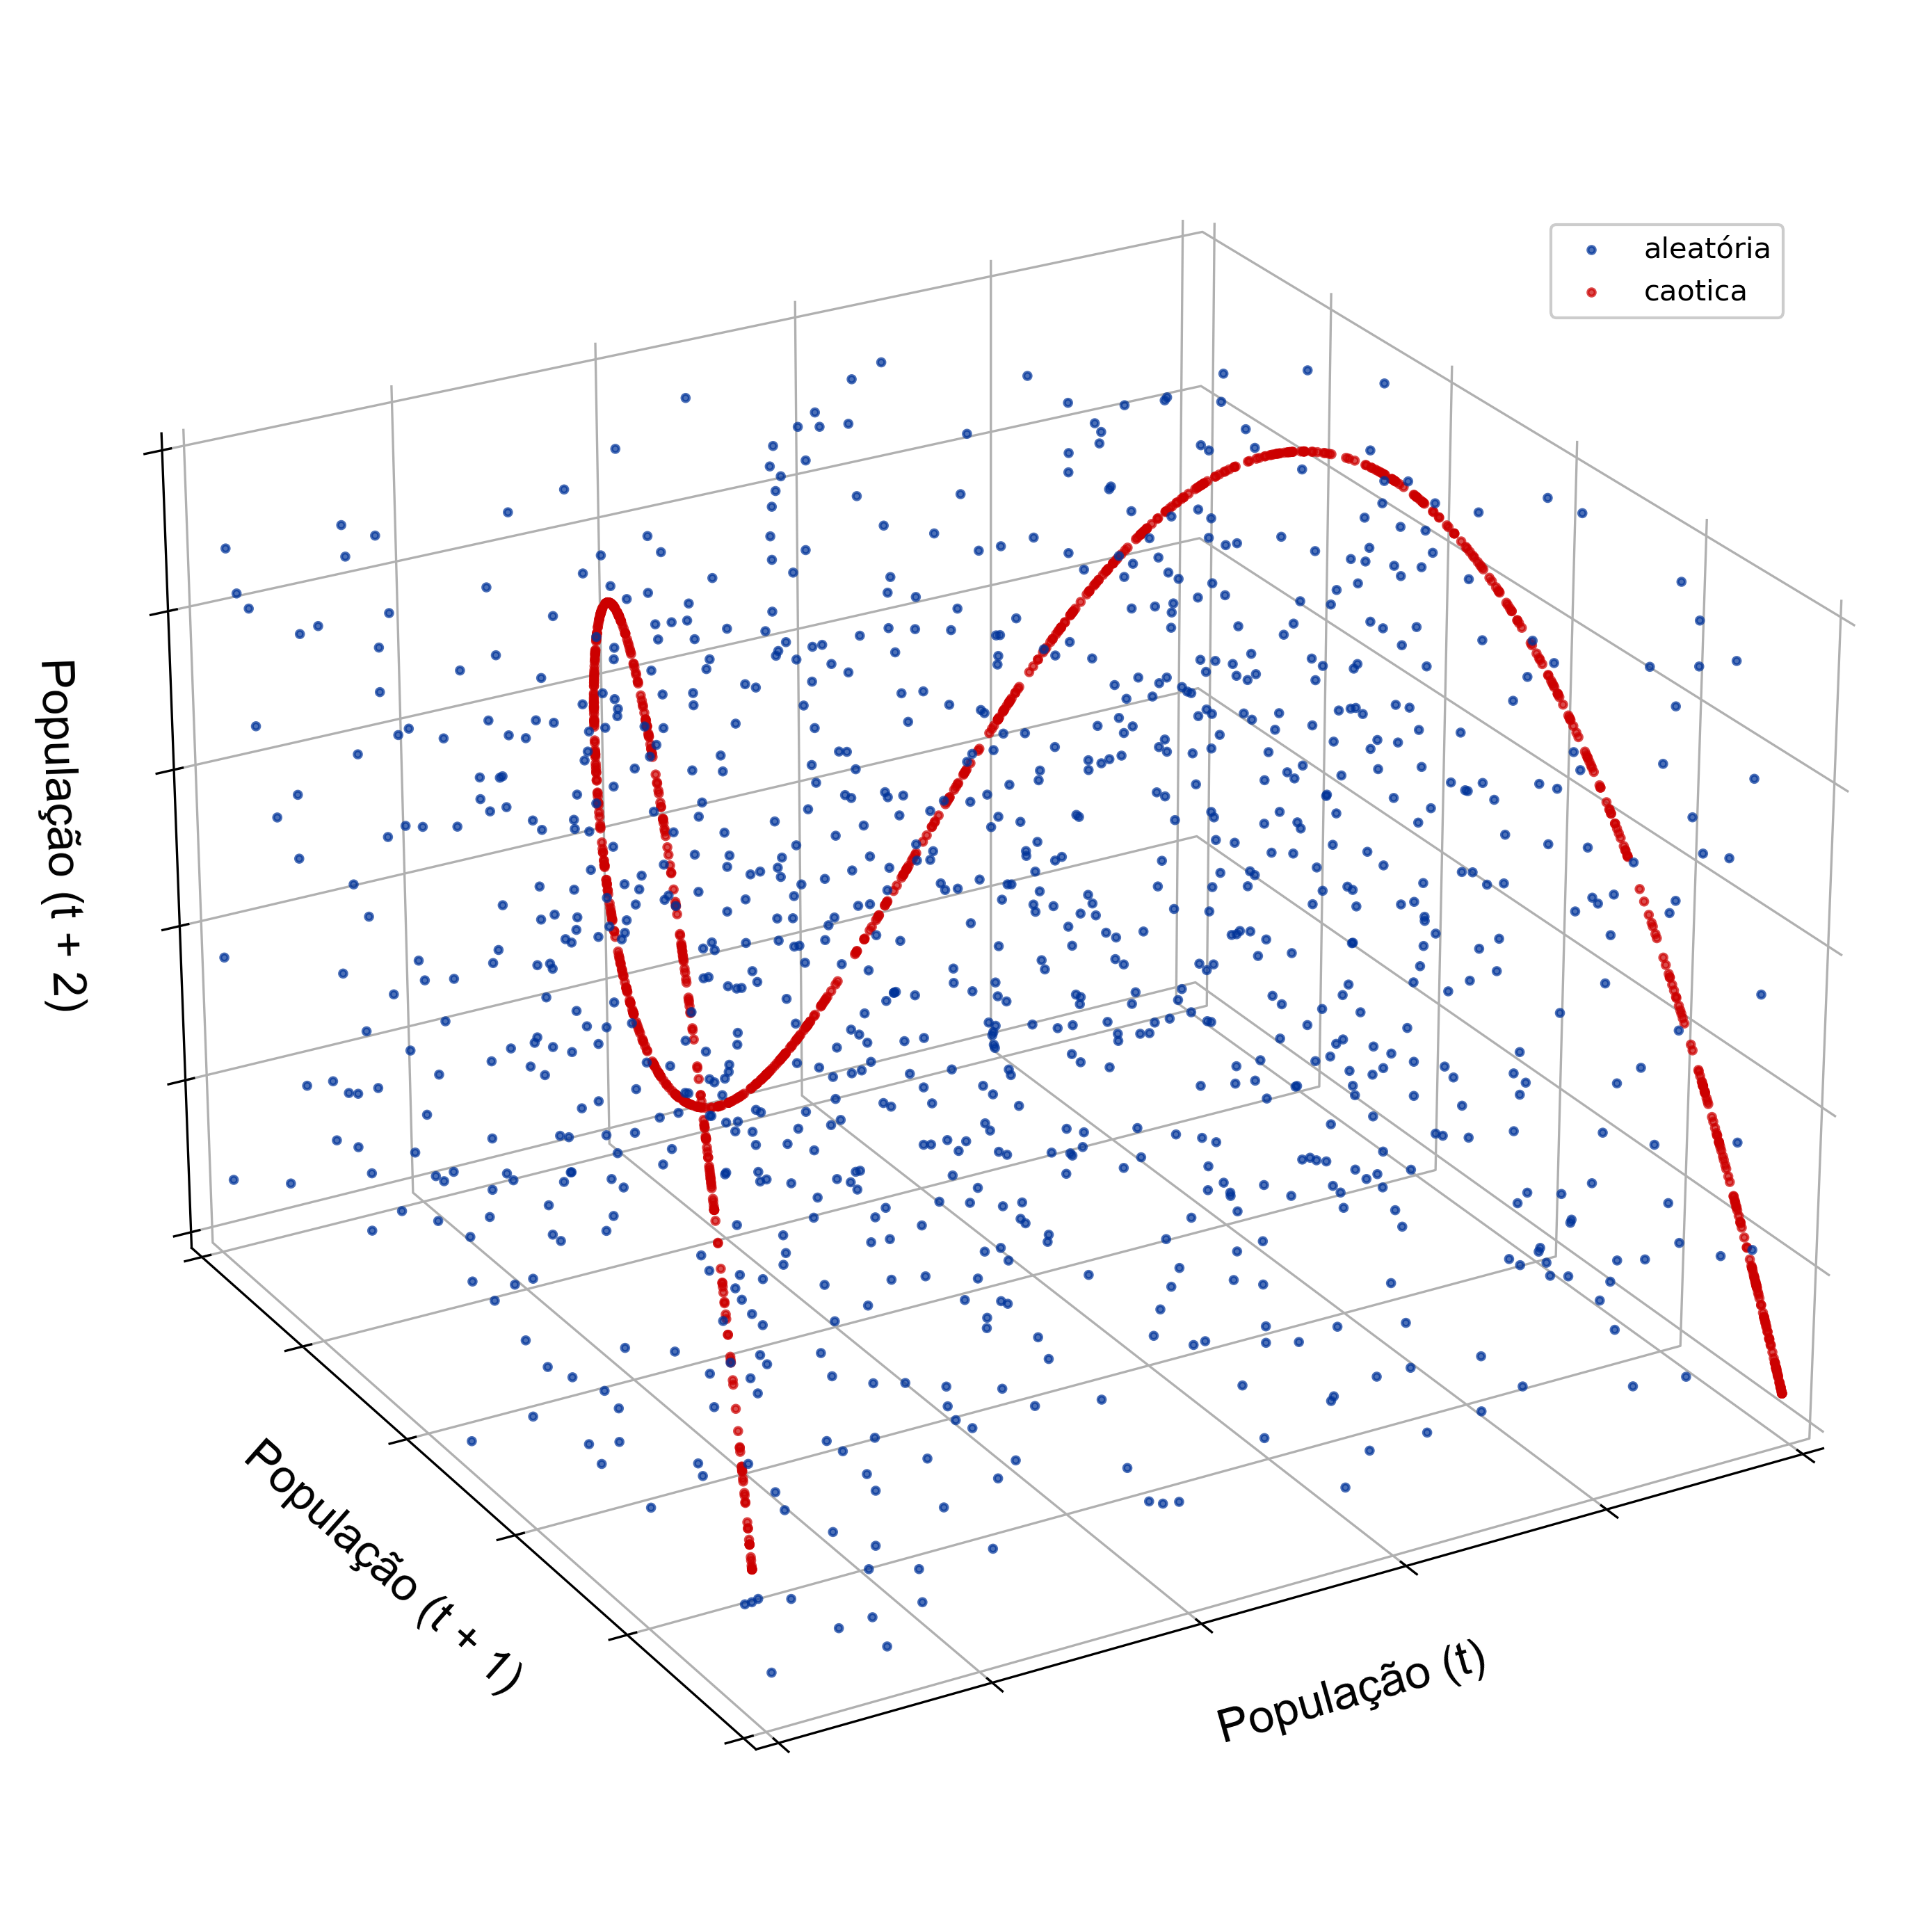 aleatória
caotica
População (t + 2)
População (t + 1)
População (t)